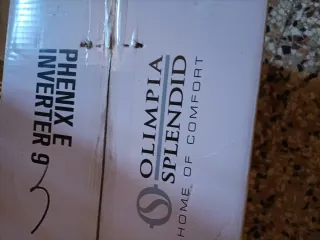 OLIMPIA
SPLENDID
HOME OF COMFORT
PHENIX E
INVERTER 9